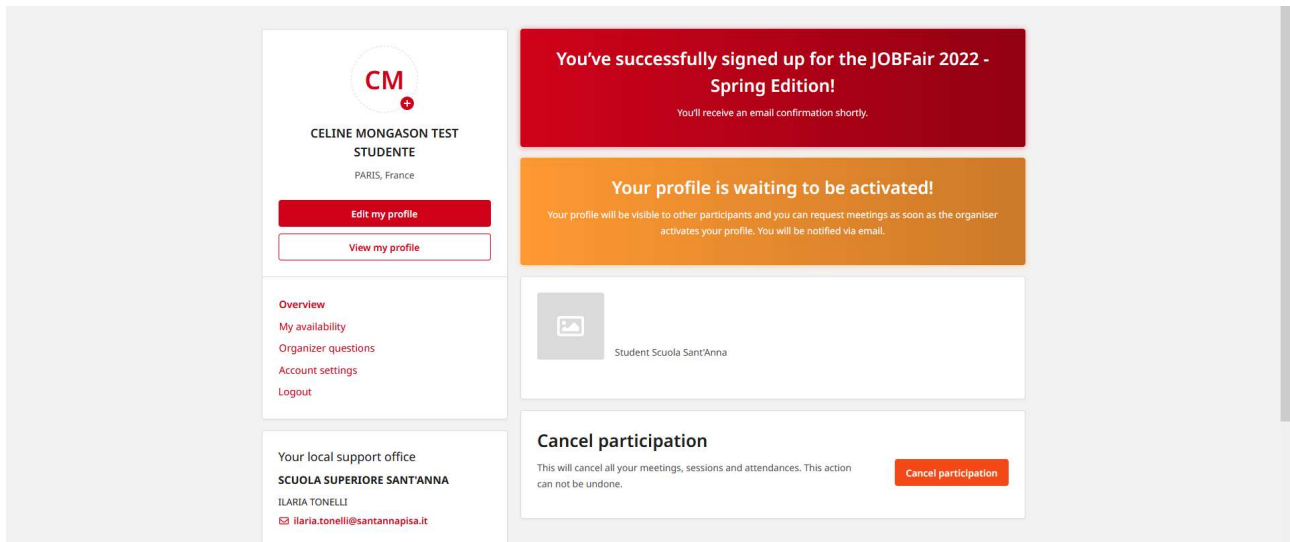 CM
CELINE MONGASON TEST
STUDENTE
PARIS, France
Edit my profile
View my profile
Overview
My availability
Organizer questions
Account settings
Logout
Your local support office
SCUOLA SUPERIORE SANT'ANNA
ILARIA TONELLI
ilaria.tonelli@santannapisa.it
You've successfully signed up for the JOBFair 2022 -
Spring Edition!
You'll receive an email confirmation shortly.
Your profile is waiting to be activated!
Your profile will be visible to other participants and you can request meetings as soon as the organiser
activates your profile. You will be notified via email.
Student Scuola Sant'Anna
Cancel participation
This will cancel all your meetings, sessions and attendances. This action
can not be undone.
Cancel participation